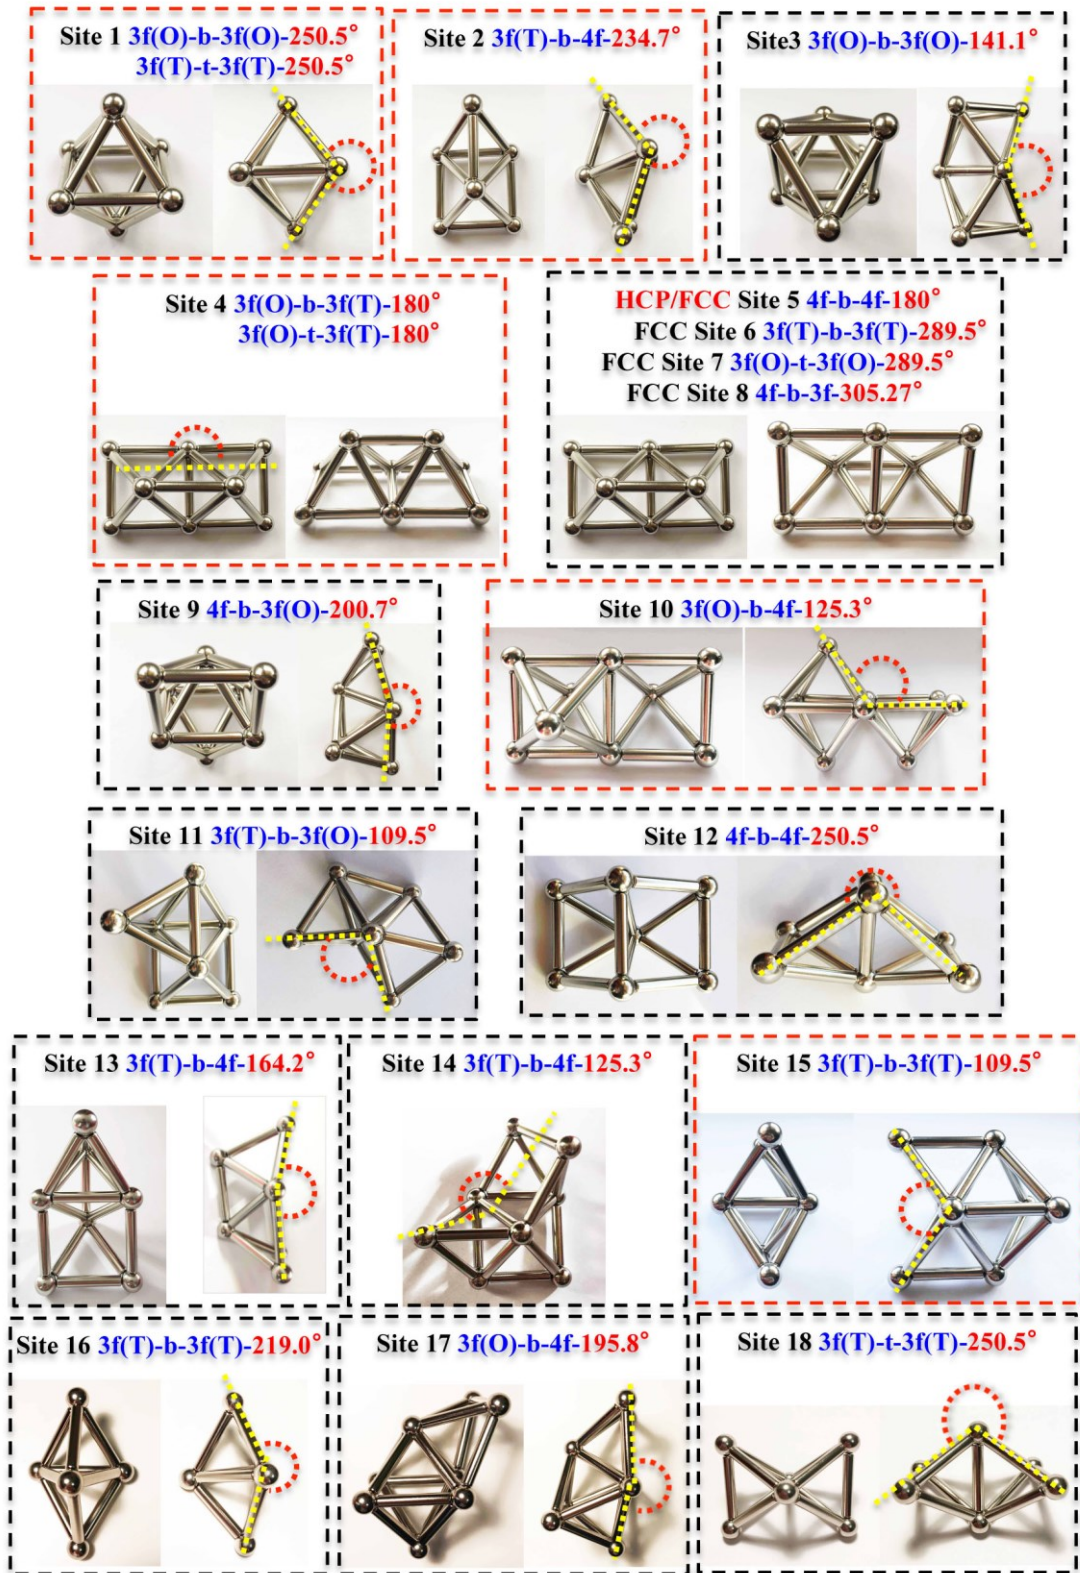 Site 1 3f(O)-b-3f(O)-250.5°
3f(T)-t-3f(T)-250.5°
Site 2 3f(T)-b-4f-234.7°
Site3 3f(O)-b-3f(O)-141.1°
Site 4 3f(O)-b-3f(T)-180°
3f(O)-t-3f(T)-180°
HCP/FCC Site 5 4f-b-4f-180°
FCC Site 6 3f(T)-b-3f(T)-289.5°
FCC Site 7 3f(O)-t-3f(O)-289.5°
FCC Site 8 4f-b-3f-305.27°
Site 9 4f-b-3f(O)-200.7°
Site 10 3f(O)-b-4f-125.3°
Site 11 3f(T)-b-3f(O)-109.5°
Site 12 4f-b-4f-250.5°
Site 13 3f(T)-b-4f-164.2°
Site 14 3f(T)-b-4f-125.3°
Site 15 3f(T)-b-3f(T)-109.5°
Site 16 3f(T)-b-3f(T)-219.0°
Site 17 3f(O)-b-4f-195.8°
Site 18 3f(T)-t-3f(T)-250.5°